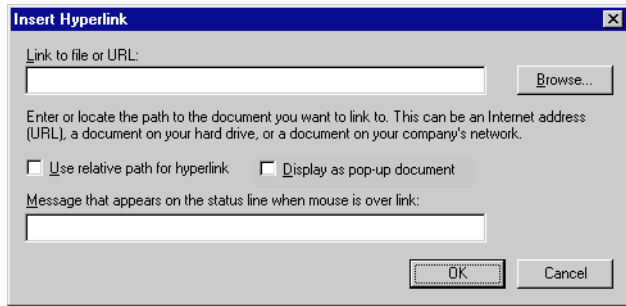 Insert Hyperlink
Link to file or URL:
Browse...
Enter or locate the path to the document you want to link to. This can be an Internet address
(URL), a document on your hard drive, or a document on your company's network.
Use relative path for hyperlink Display as pop-up document
Message that appears on the status line when mouse is over link:
OK Cancel